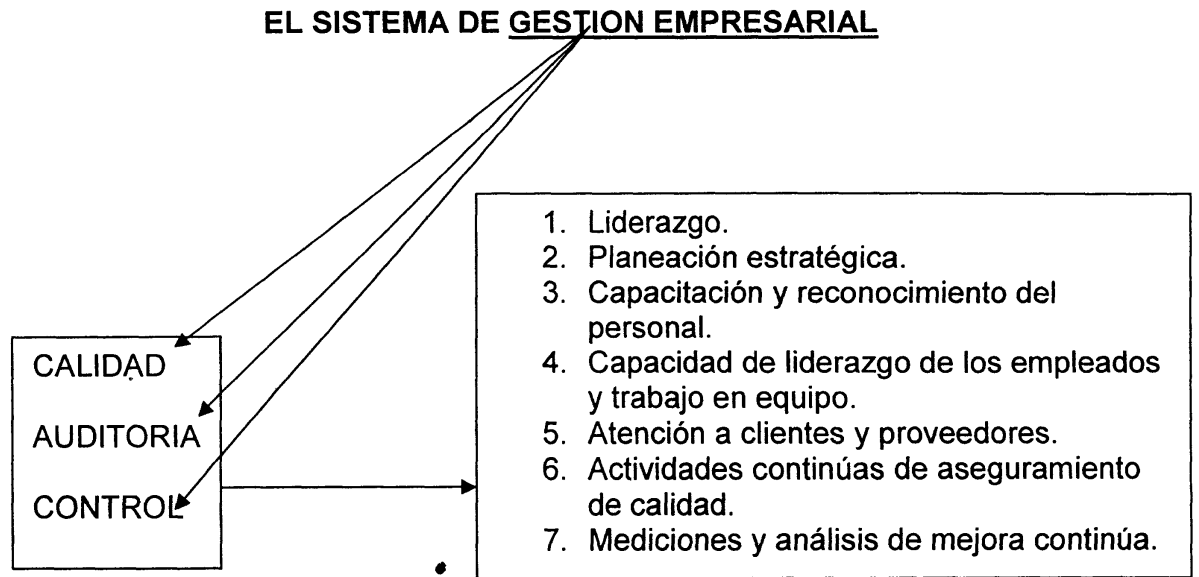 EL SISTEMA DE GESTION EMPRESARIAL
CALIDAD
AUDITORIA
CONTROL
1. Liderazgo.
2. Planeación estratégica.
3. Capacitación y reconocimiento del
personal.
4. Capacidad de liderazgo de los empleados
y trabajo en equipo.
5. Atención a clientes y proveedores.
6. Actividades continúas de aseguramiento
de calidad.
7. Mediciones y análisis de mejora continúa.